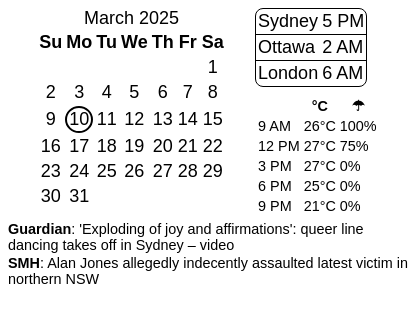 March 2025
Su Mo Tu We Th Fr Sa
1
2 3 4 5 6 7 8
9 10 11 12 13 14 15
16 17 18 19 20 21 22
23 24 25 26 27 28 29
30 31
Sydney 5 PM
Ottawa 2 AM
London 6 AM
°C ☂
9 AM 26°C 100%
12 PM 27°C 75%
3 PM 27°C 0%
6 PM 25°C 0%
9 PM 21°C 0%
Guardian: 'Exploding of joy and affirmations': queer line
dancing takes off in Sydney – video
SMH: Alan Jones allegedly indecently assaulted latest victim in
northern NSW